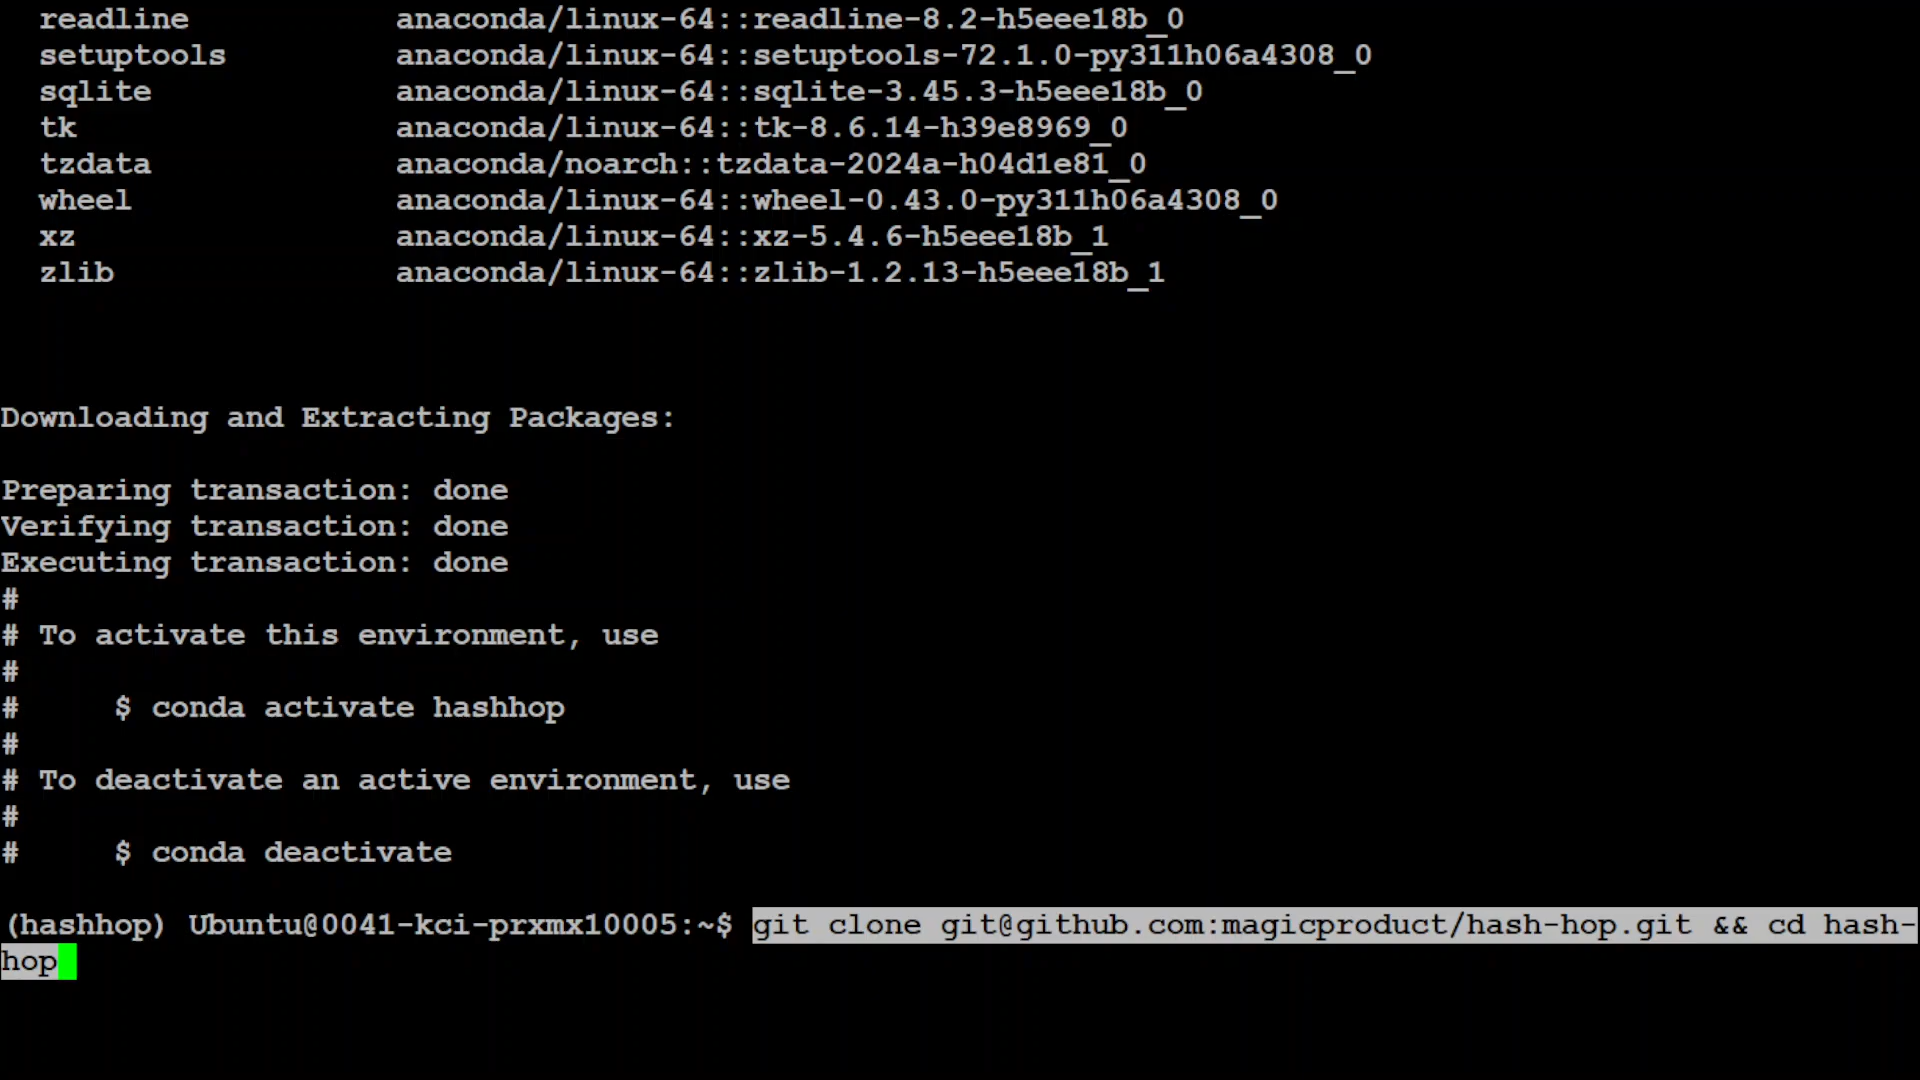 readline anaconda/linux-64::readline-8.2-h5eee18b_0
setuptools anaconda/linux-64::setuptools-72.1.0-py311h06a4308_0
sqlite anaconda/linux-64::sqlite-3.45.3-h5eee18b_0
tk anaconda/linux-64::tk-8.6.14-h39e8969_0
tzdata anaconda/noarch::tzdata-2024a-h04d1e81_0
wheel anaconda/linux-64::wheel-0.43.0-py311h06a4308_0
xz anaconda/linux-64::xz-5.4.6-h5eee18b_1
zlib anaconda/linux-64::zlib-1.2.13-h5eee18b_1
Downloading and Extracting Packages:
Preparing transaction: done
Verifying transaction: done
Executing transaction: done
#
# To activate this environment, use
#
# $ conda activate hashhop
#
# To deactivate an active environment, use
#
# $ conda deactivate
(hashhop) Ubuntu@0041-kci-prxmx10005:~$ git clone git@github.com:magicproduct/hash-hop.git && cd hash-
hop